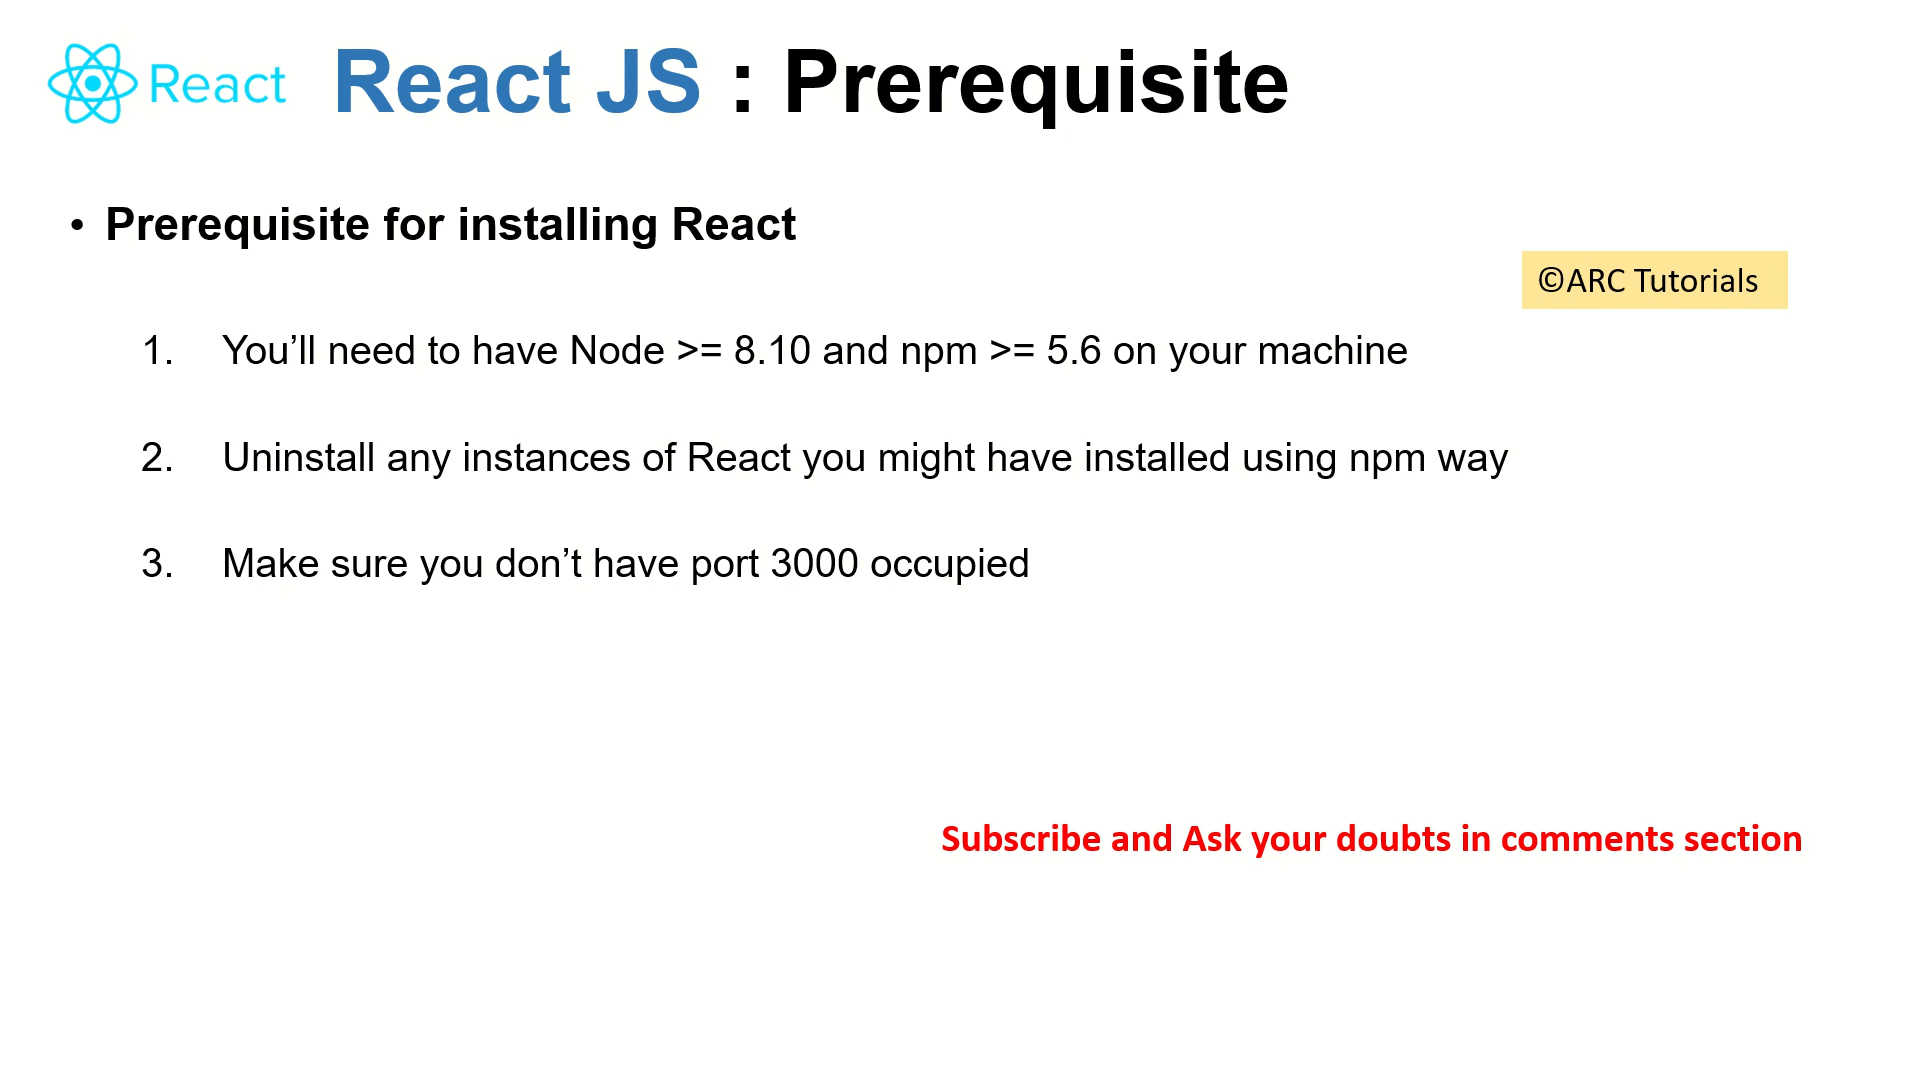 React
React JS : Prerequisite
• Prerequisite for installing React
©ARC Tutorials
1. You’ll need to have Node >= 8.10 and npm >= 5.6 on your machine
2. Uninstall any instances of React you might have installed using npm way
3. Make sure you don’t have port 3000 occupied
Subscribe and Ask your doubts in comments section